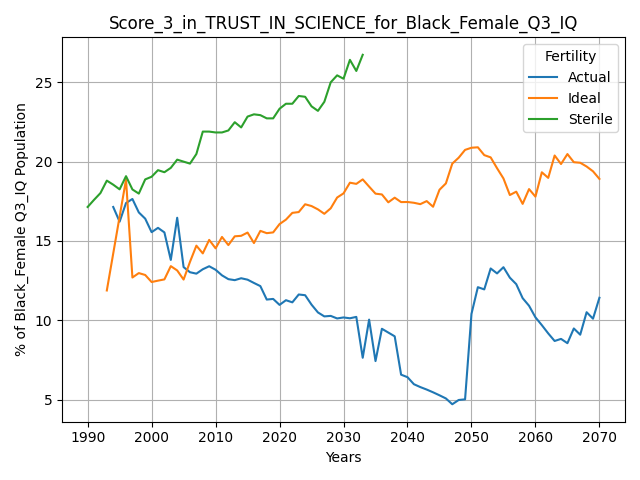 Score_3_in_TRUST_IN_SCIENCE_for_Black_Female_Q3_IQ
Fertility
Actual
Ideal
Sterile
% of Black_Female Q3_IQ Population
25
20
15
10
5
1990 2000 2010 2020 2030 2040 2050 2060 2070
Years